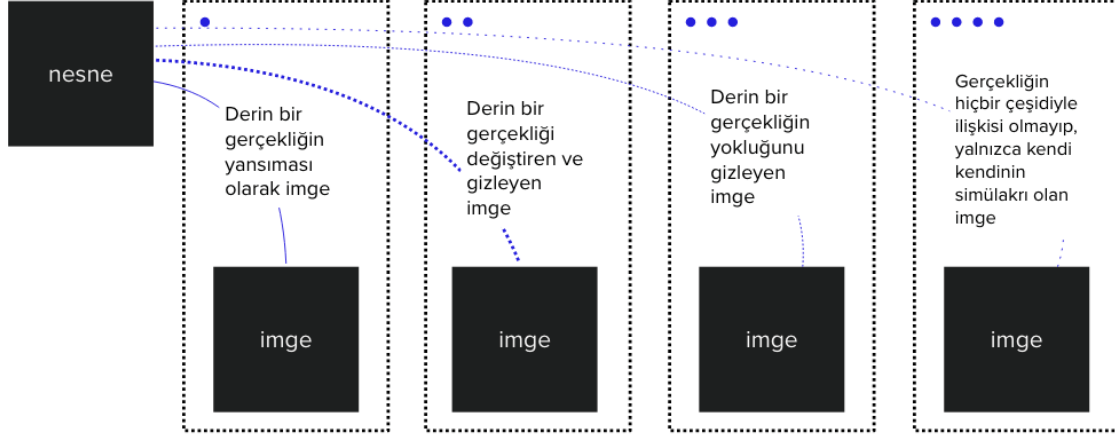 nesne
Derin bir
gerçekliğin
yansıması
olarak imge
imge
Derin bir
gerçekliği
değiştiren ve
gizleyen
imge
imge
Derin bir
gerçekliğin
yokluğunu
gizleyen
imge
imge
Gerçekliğin
hiçbir çeşidiyle
ilişkisi olmayıp,
yalnızca kendi
kendinin
simülakrı olan
imge
imge